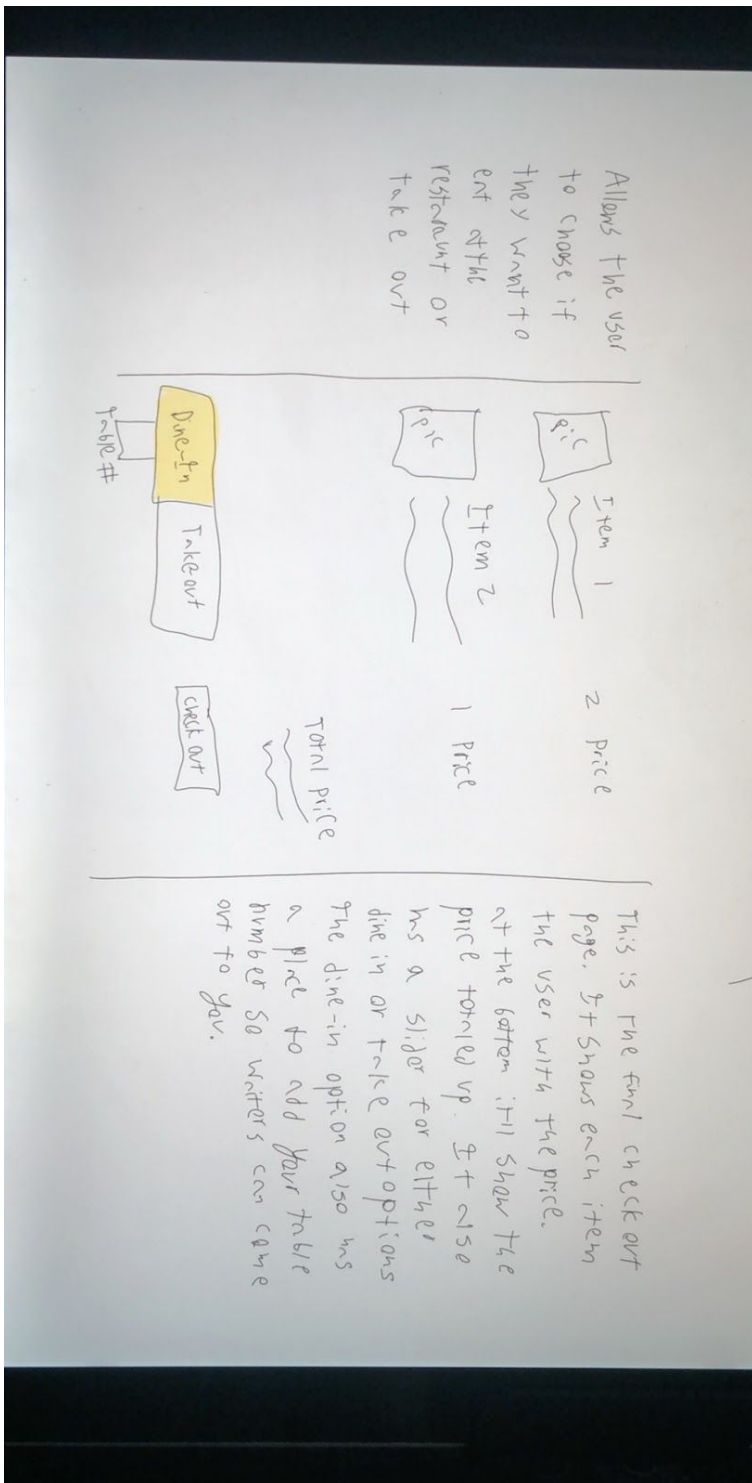 Allows the user
to choose if
they want to
eat at the
restaraunt or
take out
pic
Item 1
2 Price
pic
Item 2
1 Price
Total price
Dine-In
Takeout
check out
table #
This is the final check out
page. It shows each item
the user with the price.
at the bottom it'll show the
price totaled up. It also
has a slider for either
dine in or take out options
The dine-in option also has
a place to add your table
number so waiters can come
out to you.